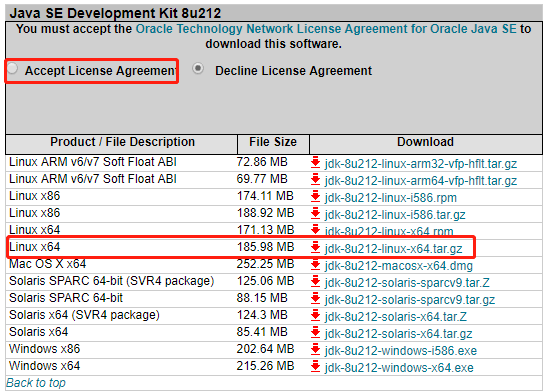 Java SE Development Kit 8u212
You must accept the Oracle Technology Network License Agreement for Oracle Java SE to
download this software.
Accept License Agreement Decline License Agreement
Product / File Description File Size Download
Linux ARM v6/v7 Soft Float ABI 72.86 MB jdk-8u212-linux-arm32-vfp-hflt.tar.gz
Linux ARM v6/v7 Soft Float ABI 69.77 MB jdk-8u212-linux-arm64-vfp-hflt.tar.gz
Linux x86 174.11 MB jdk-8u212-linux-i586.rpm
Linux x86 188.92 MB jdk-8u212-linux-i586.tar.gz
Linux x64 171.13 MB jdk-8u212-linux-x64.rpm
Linux x64 185.98 MB jdk-8u212-linux-x64.tar.gz
Mac OS X x64 252.25 MB jdk-8u212-macosx-x64.dmg
Solaris SPARC 64-bit (SVR4 package) 125.06 MB jdk-8u212-solaris-sparcv9.tar.Z
Solaris SPARC 64-bit 88.15 MB jdk-8u212-solaris-sparcv9.tar.gz
Solaris x64 (SVR4 package) 124.3 MB jdk-8u212-solaris-x64.tar.Z
Solaris x64 85.41 MB jdk-8u212-solaris-x64.tar.gz
Windows x86 202.64 MB jdk-8u212-windows-i586.exe
Windows x64 215.26 MB jdk-8u212-windows-x64.exe
Back to top